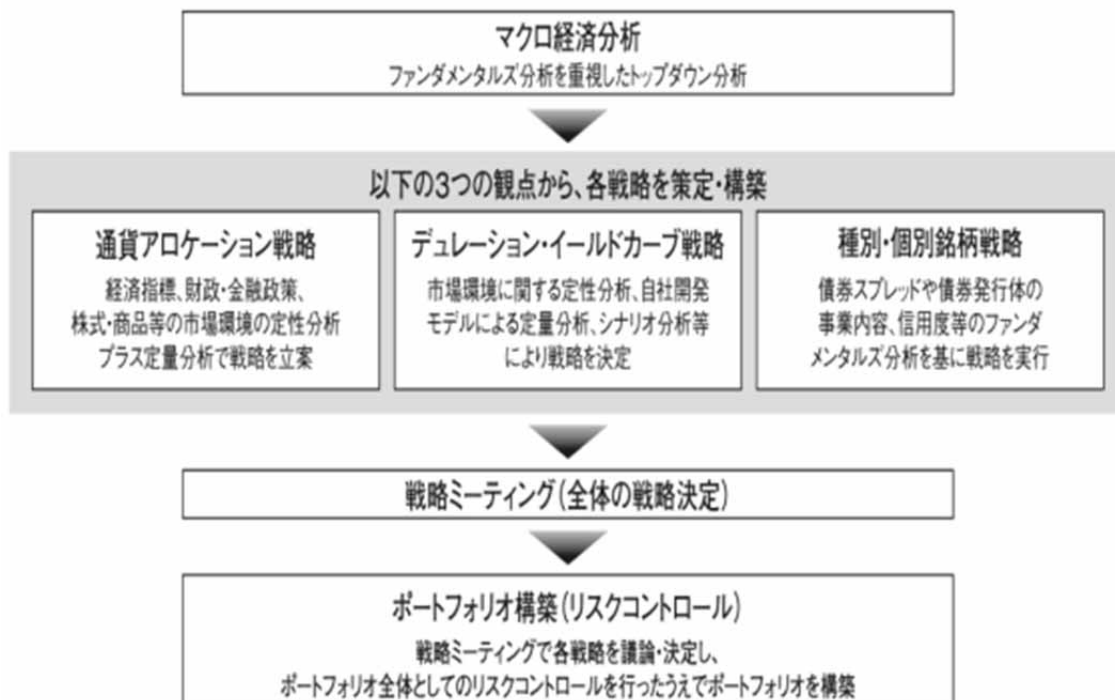 マクロ経済分析
ファンダメンタルズ分析を重視したトップダウン分析
以下の3つの観点から、各戦略を策定・構築
通貨アロケーション戦略
経済指標、財政・金融政策、
株式・商品等の市場環境の定性分析
プラス定量分析で戦略を立案
デュレーション・イールドカーブ戦略
市場環境に関する定性分析、自社開発
モデルによる定量分析、シナリオ分析等
により戦略を決定
種別・個別銘柄戦略
債券スプレッドや債券発行体の
事業内容、信用度等のファンダ
メンタルズ分析を基に戦略を実行
戦略ミーティング(全体の戦略決定)
ポートフォリオ構築(リスクコントロール)
戦略ミーティングで各戦略を議論・決定し、
ポートフォリオ全体としてのリスクコントロールを行ったうえでポートフォリオを構築